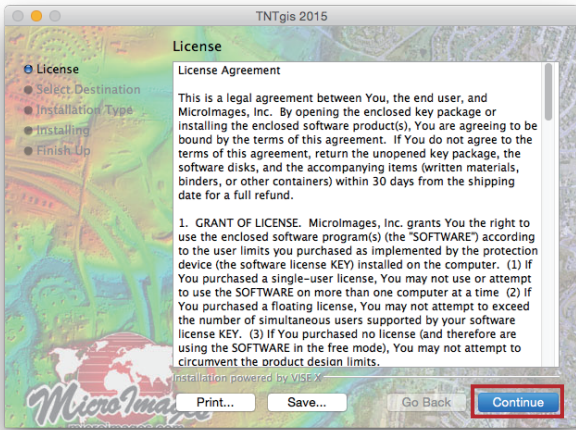 TNTgis 2015
License
License
Select Destination
Installation Type
Installing
Finish Up
License Agreement
This is a legal agreement between You, the end user, and
MicroImages, Inc.  By opening the enclosed key package or
installing the enclosed software product(s), You are agreeing to be
bound by the terms of this agreement.  If You do not agree to the
terms of this agreement, return the unopened key package, the
software disks, and the accompanying items (written materials,
binders, or other containers) within 30 days from the shipping
date for a full refund.
1.  GRANT OF LICENSE.  MicroImages, Inc. grants You the right to
use the enclosed software program(s) (the "SOFTWARE") according
to the user limits you purchased as implemented by the protection
device (the software license KEY) installed on the computer.  (1) If
You purchased a single-user license, You may not use or attempt
to use the SOFTWARE on more than one computer at a time  (2) If
You purchased a floating license, You may not attempt to exceed
the number of simultaneous users supported by your software
license KEY.  (3) If You purchased no license (and therefore are
using the SOFTWARE in the free mode), You may not attempt to
circumvent the product design limits.
Installation powered by VISE X
MicroImages
microimages.com
Print...
Save...
Go Back
Continue